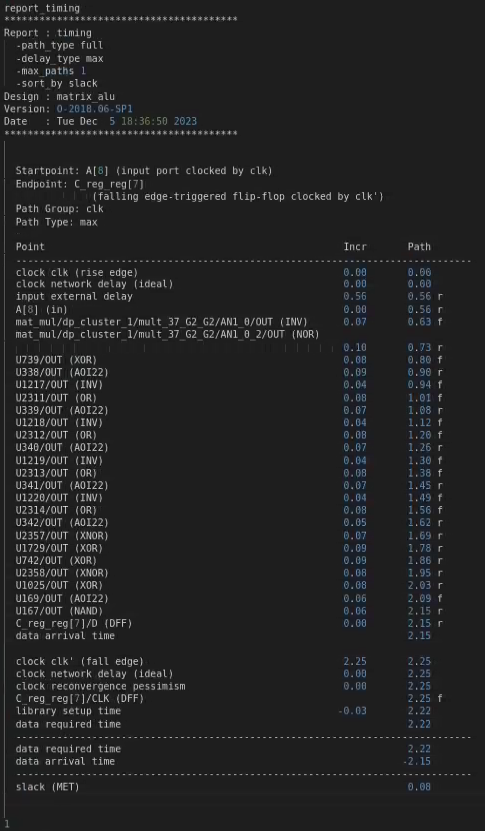 report_timing
****************************************
Report : timing
-path_type full
-delay_type max
-max_paths 1
-sort_by slack
Design : matrix_alu
Version: O-2018.06-SP1
Date   : Tue Dec  5 18:36:50 2023
****************************************
Startpoint: A[8] (input port clocked by clk)
Endpoint: C_reg_reg[7]
(falling edge-triggered flip-flop clocked by clk')
Path Group: clk
Path Type: max
Point Incr Path
--------------------------------------------------------------------------
clock clk (rise edge) 0.00 0.00
clock network delay (ideal) 0.00 0.00
input external delay 0.56 0.56 r
A[8] (in) 0.00 0.56 r
mat_mul/dp_cluster_1/mult_37_G2_G2/AN1_0/OUT (INV) 0.07 0.63 f
mat_mul/dp_cluster_1/mult_37_G2_G2/AN1_0_2/OUT (NOR)
0.10 0.73 r
U739/OUT (XOR) 0.08 0.80 f
U338/OUT (AOI22) 0.09 0.90 r
U1217/OUT (INV) 0.04 0.94 f
U2311/OUT (OR) 0.08 1.01 f
U339/OUT (AOI22) 0.07 1.08 r
U1218/OUT (INV) 0.04 1.12 f
U2312/OUT (OR) 0.08 1.20 f
U340/OUT (AOI22) 0.07 1.26 r
U1219/OUT (INV) 0.04 1.30 f
U2313/OUT (OR) 0.08 1.38 f
U341/OUT (AOI22) 0.07 1.45 r
U1220/OUT (INV) 0.04 1.49 f
U2314/OUT (OR) 0.08 1.56 f
U342/OUT (AOI22) 0.05 1.62 r
U2357/OUT (XNOR) 0.07 1.69 r
U1729/OUT (XOR) 0.09 1.78 r
U742/OUT (XOR) 0.09 1.86 r
U2358/OUT (XNOR) 0.08 1.95 r
U1025/OUT (XOR) 0.08 2.03 r
U169/OUT (AOI22) 0.06 2.09 f
U167/OUT (NAND) 0.06 2.15 r
C_reg_reg[7]/D (DFF) 0.00 2.15 r
data arrival time 2.15
clock clk' (fall edge) 2.25 2.25
clock network delay (ideal) 0.00 2.25
clock reconvergence pessimism 0.00 2.25
C_reg_reg[7]/CLK (DFF) 2.25 f
library setup time -0.03 2.22
data required time 2.22
--------------------------------------------------------------------------
data required time 2.22
data arrival time -2.15
--------------------------------------------------------------------------
slack (MET) 0.08
1